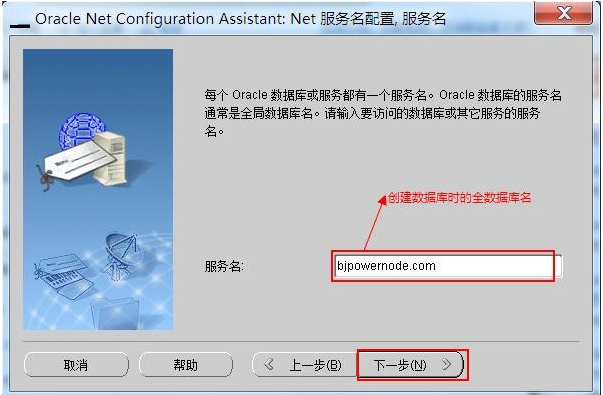 Oracle Net Configuration Assistant: Net 服务名配置, 服务名
每个 Oracle 数据库或服务都有一个服务名。Oracle 数据库的服务名
通常是全局数据库名。请输入要访问的数据库或其它服务的服务
名。
创建数据库时的全数据库名
服务名: bjpowernode.com
取消 帮助 上一步(B) 下一步(N)